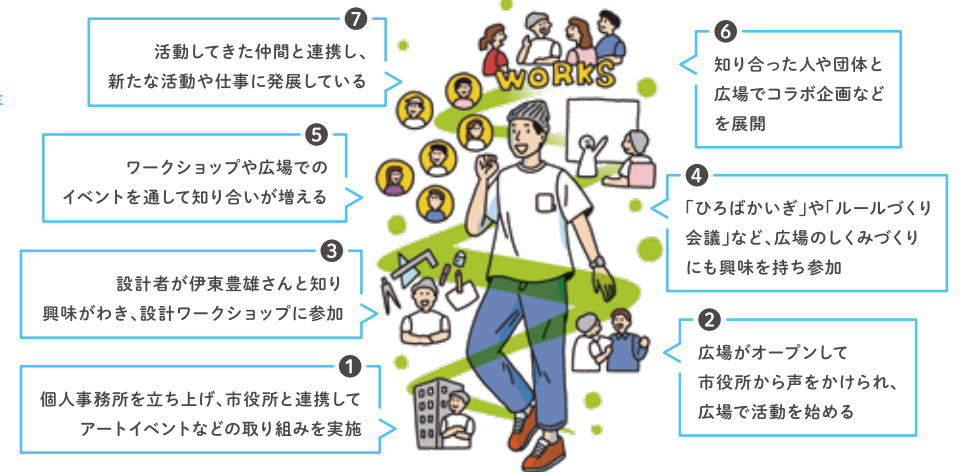 ❼
活動してきた仲間と連携し、
新たな活動や仕事に発展している
❻
知り合った人や団体と
広場でコラボ企画など
を展開
WORKS
❺
ワークショップや広場での
イベントを通して知り合いが増える
❹
「ひろばかいぎ」や「ルールづくり
会議」など、広場のしくみづくり
にも興味を持ち参加
❸
設計者が伊東豊雄さんと知り
興味がわき、設計ワークショップに参加
❷
広場がオープンして
市役所から声をかけられ、
広場で活動を始める
❶
個人事務所を立ち上げ、市役所と連携して
アートイベントなどの取り組みを実施